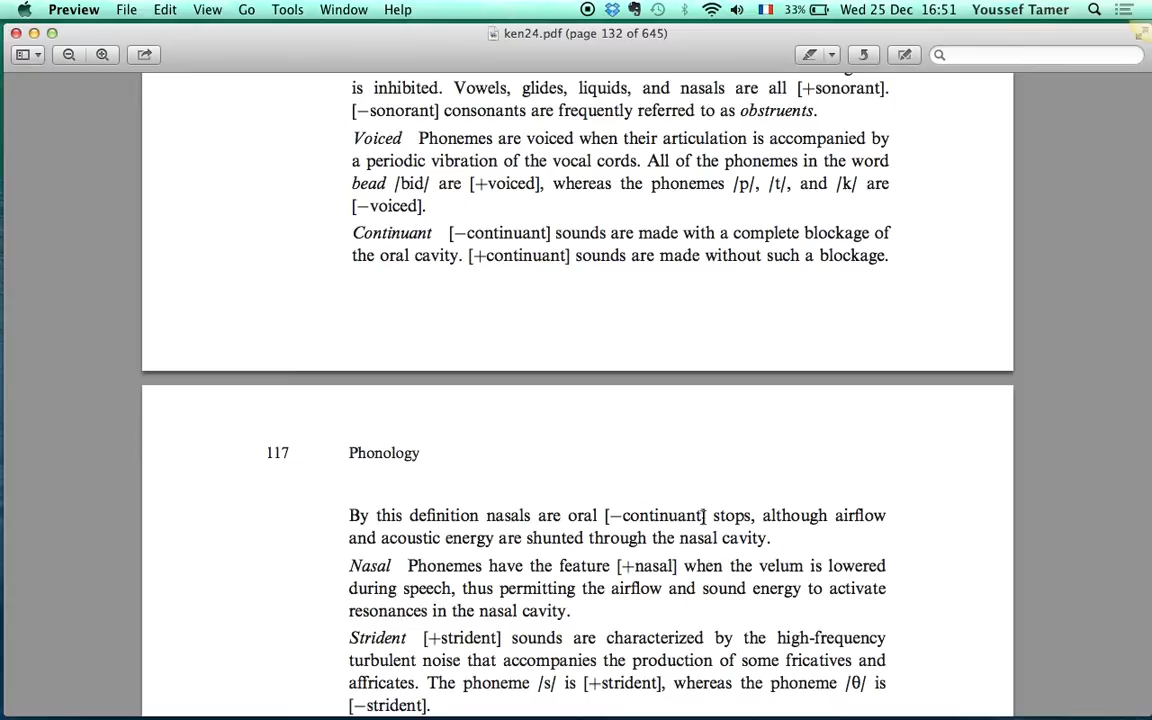 Preview File Edit View Go Tools Window Help 33% Wed 25 Dec 16:51 Youssef Tamer
ken24.pdf (page 132 of 645)
is inhibited. Vowels, glides, liquids, and nasals are all [+sonorant].
[−sonorant] consonants are frequently referred to as obstruents.
Voiced Phonemes are voiced when their articulation is accompanied by
a periodic vibration of the vocal cords. All of the phonemes in the word
bead /bid/ are [+voiced], whereas the phonemes /p/, /t/, and /k/ are
[−voiced].
Continuant [−continuant] sounds are made with a complete blockage of
the oral cavity. [+continuant] sounds are made without such a blockage.
117 Phonology
By this definition nasals are oral [−continuant] stops, although airflow
and acoustic energy are shunted through the nasal cavity.
Nasal Phonemes have the feature [+nasal] when the velum is lowered
during speech, thus permitting the airflow and sound energy to activate
resonances in the nasal cavity.
Strident [+strident] sounds are characterized by the high-frequency
turbulent noise that accompanies the production of some fricatives and
affricates. The phoneme /s/ is [+strident], whereas the phoneme /θ/ is
[−strident].